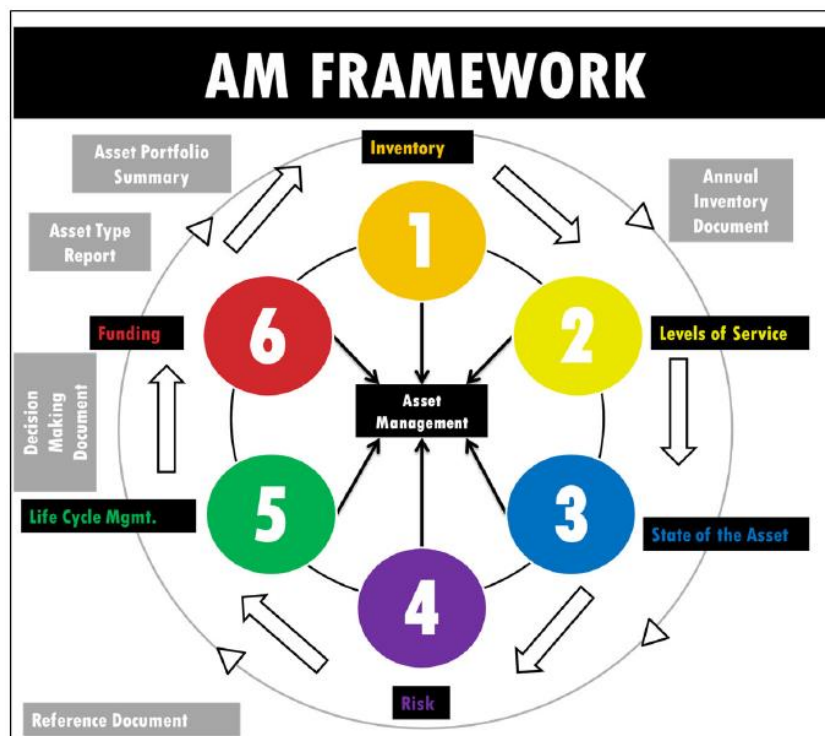 AM FRAMEWORK
Asset Portfolio
Summary
Inventory
Annual
Inventory
Document
Asset Type
Report
1
Funding
6
2
Levels of Service
Asset
Management
Decision
Making
Document
Life Cycle Mgmt.
5
3
State of the Asset
4
Risk
Reference Document